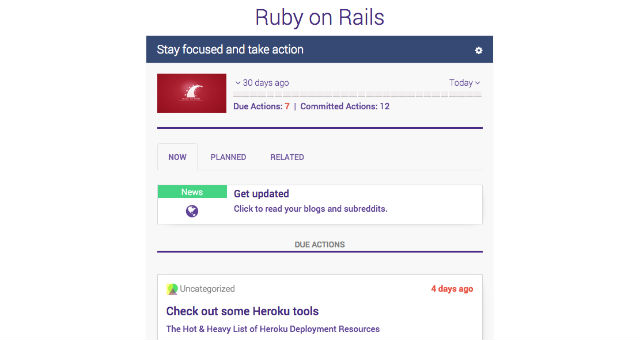 Ruby on Rails
Stay focused and take action
30 days ago
Today
Due Actions: 7 | Committed Actions: 12
NOW PLANNED RELATED
News
Get updated
Click to read your blogs and subreddits.
DUE ACTIONS
Uncategorized
4 days ago
Check out some Heroku tools
The Hot & Heavy List of Heroku Deployment Resources